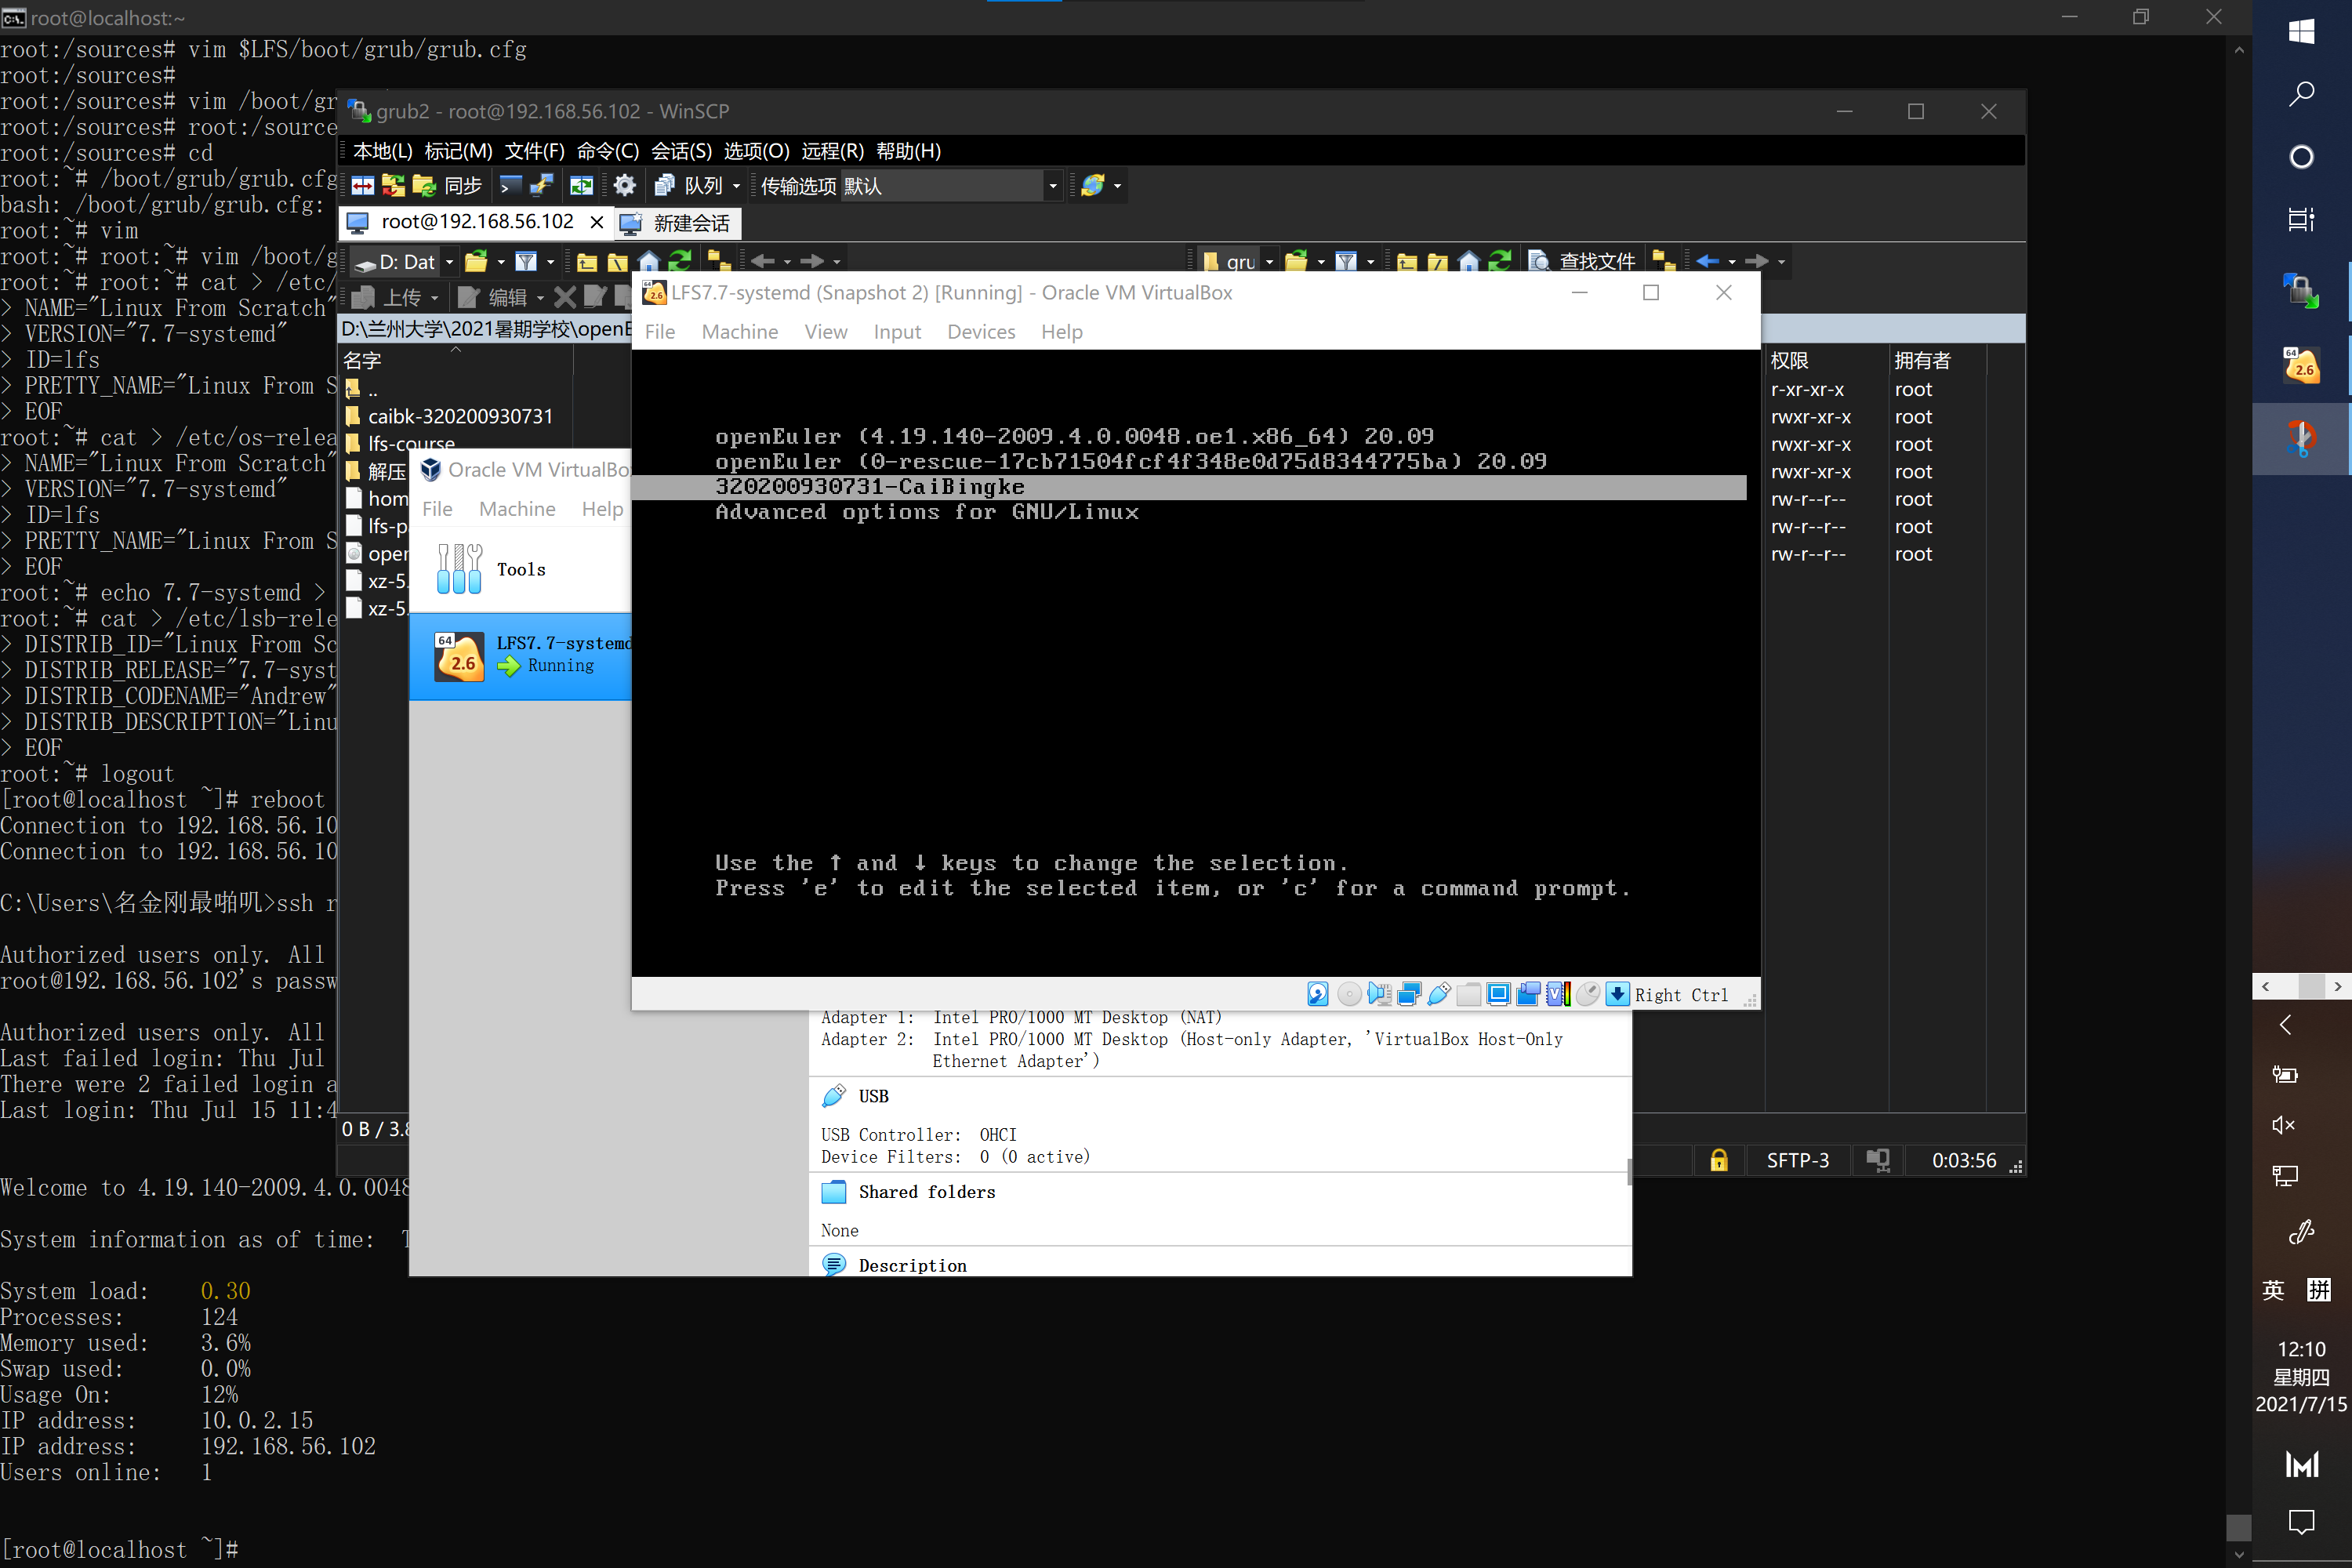 root@localhost:~
root:/sources# vim $LFS/boot/grub/grub.cfg
root:/sources#
root:/sources# vim /boot/gr
root:/sources# root:/source
root:/sources# cd
root:~# /boot/grub/grub.cfg
bash: /boot/grub/grub.cfg:
root:~# vim
root:~# root:~# vim /boot/g
root:~# root:~# cat > /etc/
> NAME="Linux From Scratch"
> VERSION="7.7-systemd"
> ID=lfs
> PRETTY_NAME="Linux From S
> EOF
root:~# cat > /etc/os-relea
> NAME="Linux From Scratch"
> VERSION="7.7-systemd"
> ID=lfs
> PRETTY_NAME="Linux From S
> EOF
root:~# echo 7.7-systemd >
root:~# cat > /etc/lsb-rele
> DISTRIB_ID="Linux From Sc
> DISTRIB_RELEASE="7.7-syst
> DISTRIB_CODENAME="Andrew"
> DISTRIB_DESCRIPTION="Linu
> EOF
root:~# logout
[root@localhost ~]# reboot
Connection to 192.168.56.10
Connection to 192.168.56.10
C:\Users\名金刚最啪叽>ssh r
Authorized users only. All
root@192.168.56.102's passw
Authorized users only. All
Last failed login: Thu Jul
There were 2 failed login a
Last login: Thu Jul 15 11:4
Welcome to 4.19.140-2009.4.0.0048
System information as of time:
System load: 0.30
Processes: 124
Memory used: 3.6%
Swap used: 0.0%
Usage On: 12%
IP address: 10.0.2.15
IP address: 192.168.56.102
Users online: 1
[root@localhost ~]#
grub2 - root@192.168.56.102 - WinSCP
本地(L) 标记(M) 文件(F) 命令(C) 会话(S) 选项(O) 远程(R) 帮助(H)
同步 队列 传输选项 默认
root@192.168.56.102 新建会话
D: Dat gru 查找文件
上传 编辑
D:\兰州大学\2021暑期学校\openE
名字
..
caibk-320200930731
lfs-course
解压
hom
lfs-p
oper
xz-5.
xz-5.
0 B / 3.8
权限 拥有者
r-xr-xr-x root
rwxr-xr-x root
rwxr-xr-x root
rwxr-xr-x root
rw-r--r-- root
rw-r--r-- root
rw-r--r-- root
SFTP-3 0:03:56
Oracle VM VirtualBo
File Machine Help
Tools
64
2.6
LFS7.7-systemd
Running
Adapter 1: Intel PRO/1000 MT Desktop (NAT)
Adapter 2: Intel PRO/1000 MT Desktop (Host-only Adapter, 'VirtualBox Host-Only
Ethernet Adapter')
USB
USB Controller: OHCI
Device Filters: 0 (0 active)
Shared folders
None
Description
LFS7.7-systemd (Snapshot 2) [Running] - Oracle VM VirtualBox
File Machine View Input Devices Help
openEuler (4.19.140-2009.4.0.0048.oe1.x86_64) 20.09
openEuler (0-rescue-17cb71504fcf4f348e0d75d8344775ba) 20.09
320200930731-CaiBingke
Advanced options for GNU/Linux
Use the ↑ and ↓ keys to change the selection.
Press 'e' to edit the selected item, or 'c' for a command prompt.
Right Ctrl
64
2.6
英 拼
12:10
星期四
2021/7/15